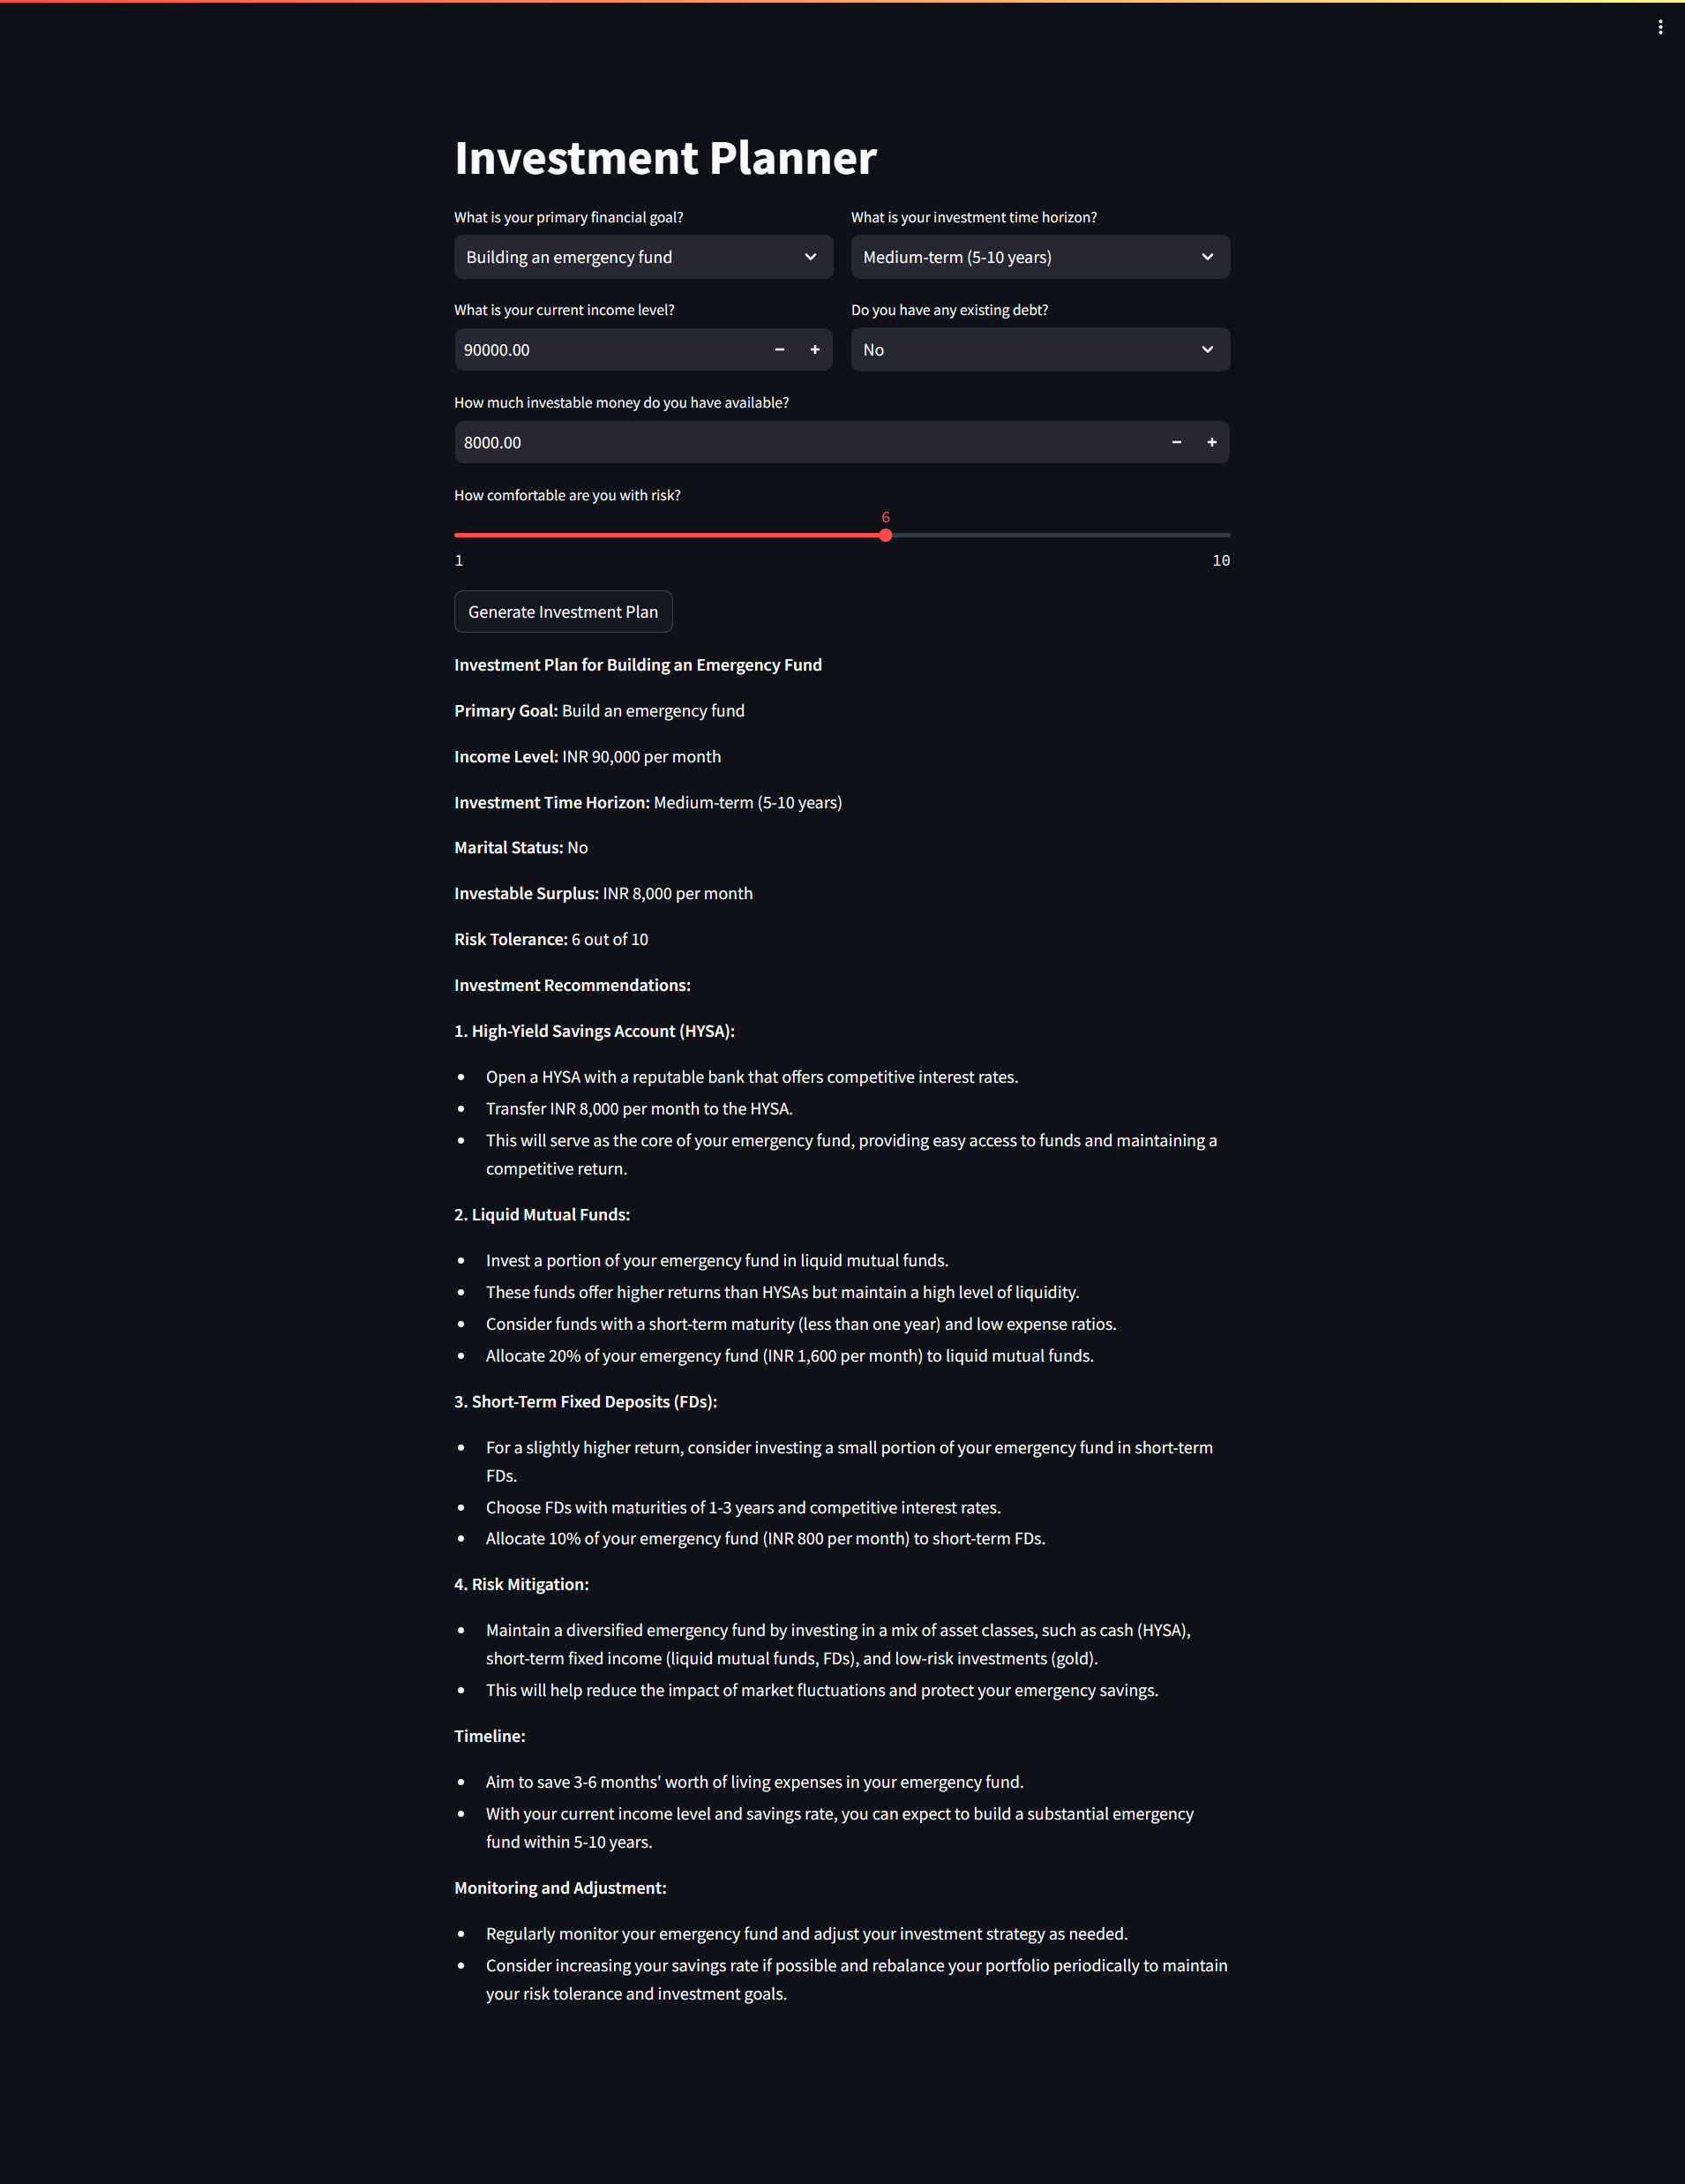 Investment Planner
What is your primary financial goal?
What is your investment time horizon?
Building an emergency fund
Medium-term (5-10 years)
What is your current income level?
Do you have any existing debt?
90000.00
No
How much investable money do you have available?
8000.00
How comfortable are you with risk?
6
1
10
Generate Investment Plan
Investment Plan for Building an Emergency Fund
Primary Goal: Build an emergency fund
Income Level: INR 90,000 per month
Investment Time Horizon: Medium-term (5-10 years)
Marital Status: No
Investable Surplus: INR 8,000 per month
Risk Tolerance: 6 out of 10
Investment Recommendations:
1. High-Yield Savings Account (HYSA):
• Open a HYSA with a reputable bank that offers competitive interest rates.
• Transfer INR 8,000 per month to the HYSA.
• This will serve as the core of your emergency fund, providing easy access to funds and maintaining a
competitive return.
2. Liquid Mutual Funds:
• Invest a portion of your emergency fund in liquid mutual funds.
• These funds offer higher returns than HYSAs but maintain a high level of liquidity.
• Consider funds with a short-term maturity (less than one year) and low expense ratios.
• Allocate 20% of your emergency fund (INR 1,600 per month) to liquid mutual funds.
3. Short-Term Fixed Deposits (FDs):
• For a slightly higher return, consider investing a small portion of your emergency fund in short-term
FDs.
• Choose FDs with maturities of 1-3 years and competitive interest rates.
• Allocate 10% of your emergency fund (INR 800 per month) to short-term FDs.
4. Risk Mitigation:
• Maintain a diversified emergency fund by investing in a mix of asset classes, such as cash (HYSA),
short-term fixed income (liquid mutual funds, FDs), and low-risk investments (gold).
• This will help reduce the impact of market fluctuations and protect your emergency savings.
Timeline:
• Aim to save 3-6 months' worth of living expenses in your emergency fund.
• With your current income level and savings rate, you can expect to build a substantial emergency
fund within 5-10 years.
Monitoring and Adjustment:
• Regularly monitor your emergency fund and adjust your investment strategy as needed.
• Consider increasing your savings rate if possible and rebalance your portfolio periodically to maintain
your risk tolerance and investment goals.